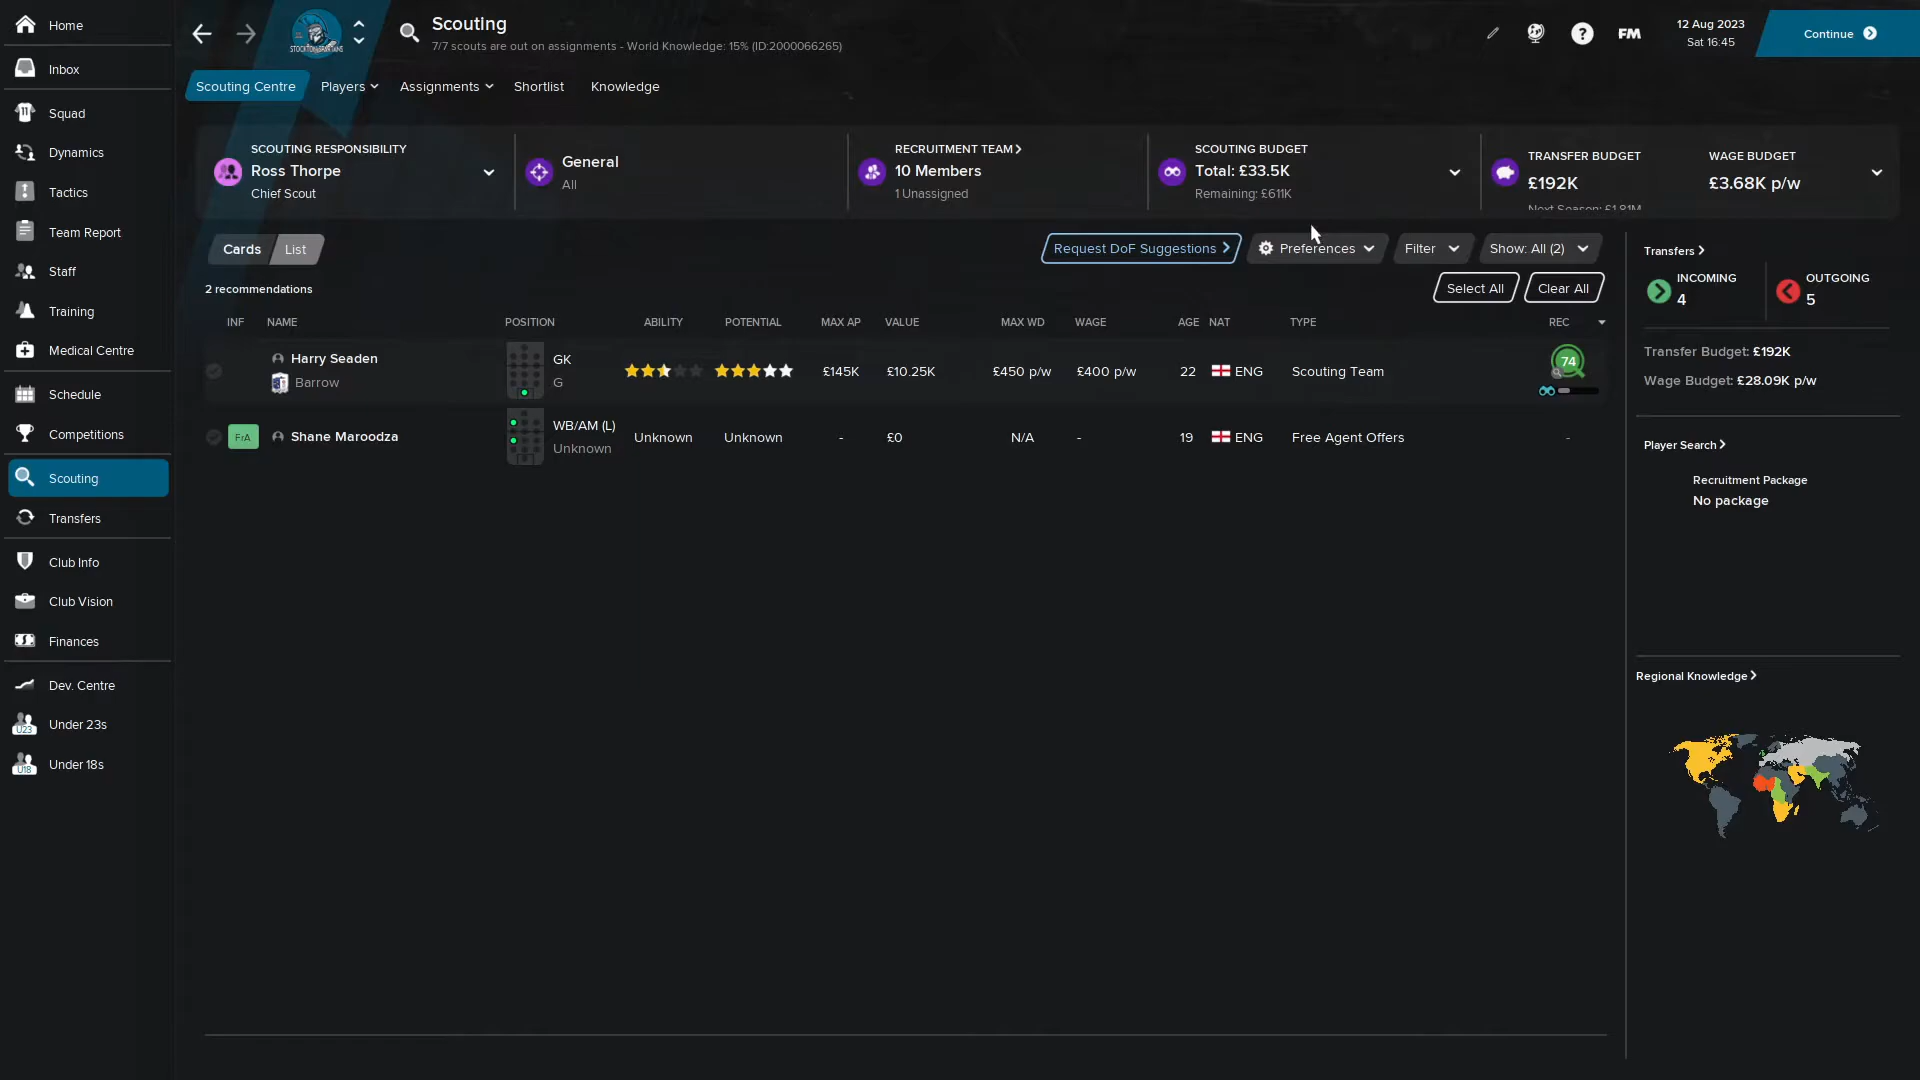 Home
Inbox
Squad
Dynamics
Tactics
Team Report
Staff
Training
Medical Centre
Schedule
Competitions
Scouting
Transfers
Club Info
Club Vision
Finances
Dev. Centre
U23 Under 23s
U18 Under 18s
Scouting
7/7 scouts are out on assignments - World Knowledge: 15% (ID:2000066265)
FM
12 Aug 2023
Sat 16:45
Continue
Scouting Centre Players Assignments Shortlist Knowledge
SCOUTING RESPONSIBILITY
Ross Thorpe
Chief Scout
General
All
RECRUITMENT TEAM
10 Members
1 Unassigned
SCOUTING BUDGET
Total: £33.5K
Remaining: £611K
TRANSFER BUDGET
£192K
Next Season: £1.81M
WAGE BUDGET
£3.68K p/w
Cards List
Request DoF Suggestions Preferences Filter Show: All (2)
2 recommendations
Select All Clear All
INF NAME POSITION ABILITY POTENTIAL MAX AP VALUE MAX WD WAGE AGE NAT TYPE REC
Harry Seaden
Barrow
GK
G
£145K £10.25K £450 p/w £400 p/w 22 ENG Scouting Team 74
FrA Shane Maroodza
WB/AM (L)
Unknown
Unknown Unknown - £0 N/A - 19 ENG Free Agent Offers -
Transfers
INCOMING
4
OUTGOING
5
Transfer Budget: £192K
Wage Budget: £28.09K p/w
Player Search
Recruitment Package
No package
Regional Knowledge